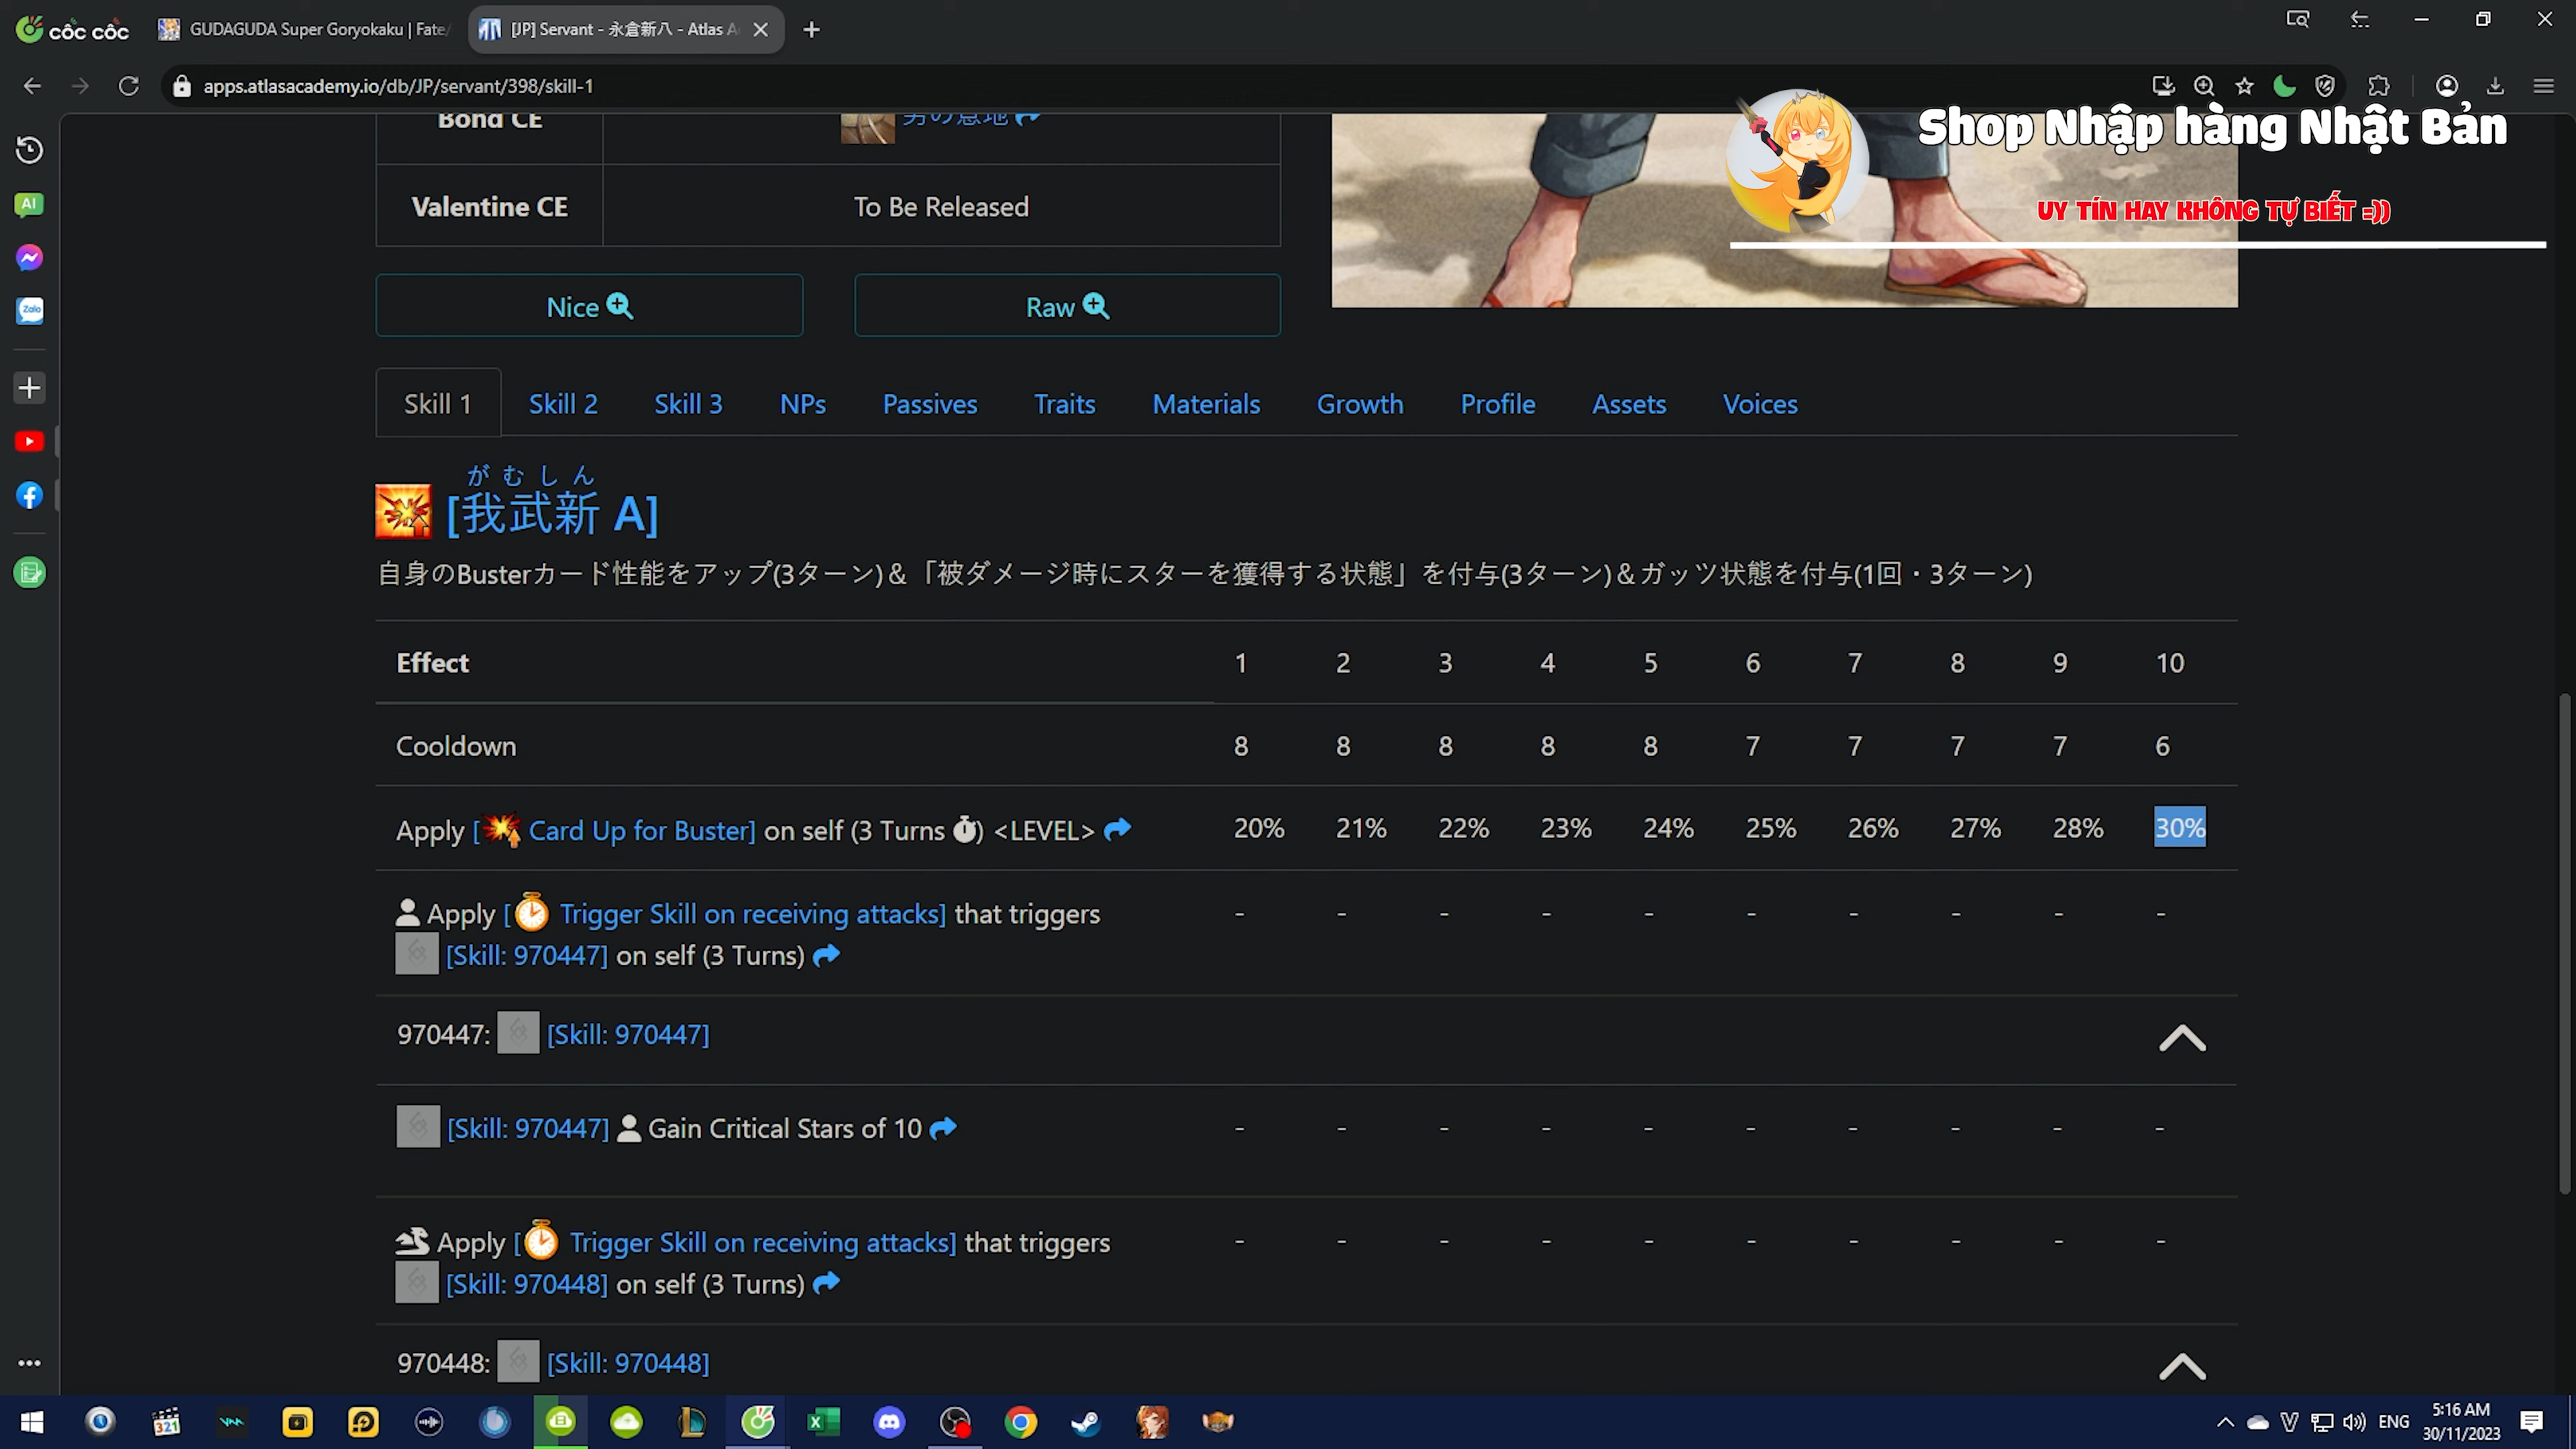 cốc cốc
GUDAGUDA Super Goryokaku | Fate/
[JP] Servant - 永倉新八 - Atlas A
apps.atlasacademy.io/db/JP/servant/398/skill-1
Shop Nhập hàng Nhật Bản
UY TÍN HAY KHÔNG TỰ BIẾT =))
AI
Zalo
Bond CE
男の意地
Valentine CE
To Be Released
Nice
Raw
Skill 1 Skill 2 Skill 3 NPs Passives Traits Materials Growth Profile Assets Voices
がむしん
[我武新 A]
自身のBusterカード性能をアップ(3ターン)＆「被ダメージ時にスターを獲得する状態」を付与(3ターン)＆ガッツ状態を付与(1回・3ターン)
Effect 1 2 3 4 5 6 7 8 9 10
Cooldown 8 8 8 8 8 7 7 7 7 6
Apply [Card Up for Buster] on self (3 Turns ) <LEVEL> 20% 21% 22% 23% 24% 25% 26% 27% 28% 30%
Apply [Trigger Skill on receiving attacks] that triggers - - - - - - - - - -
[Skill: 970447] on self (3 Turns)
970447: [Skill: 970447]
[Skill: 970447] Gain Critical Stars of 10 - - - - - - - - - -
Apply [Trigger Skill on receiving attacks] that triggers - - - - - - - - - -
[Skill: 970448] on self (3 Turns)
970448: [Skill: 970448]
321
ENG
5:16 AM
30/11/2023